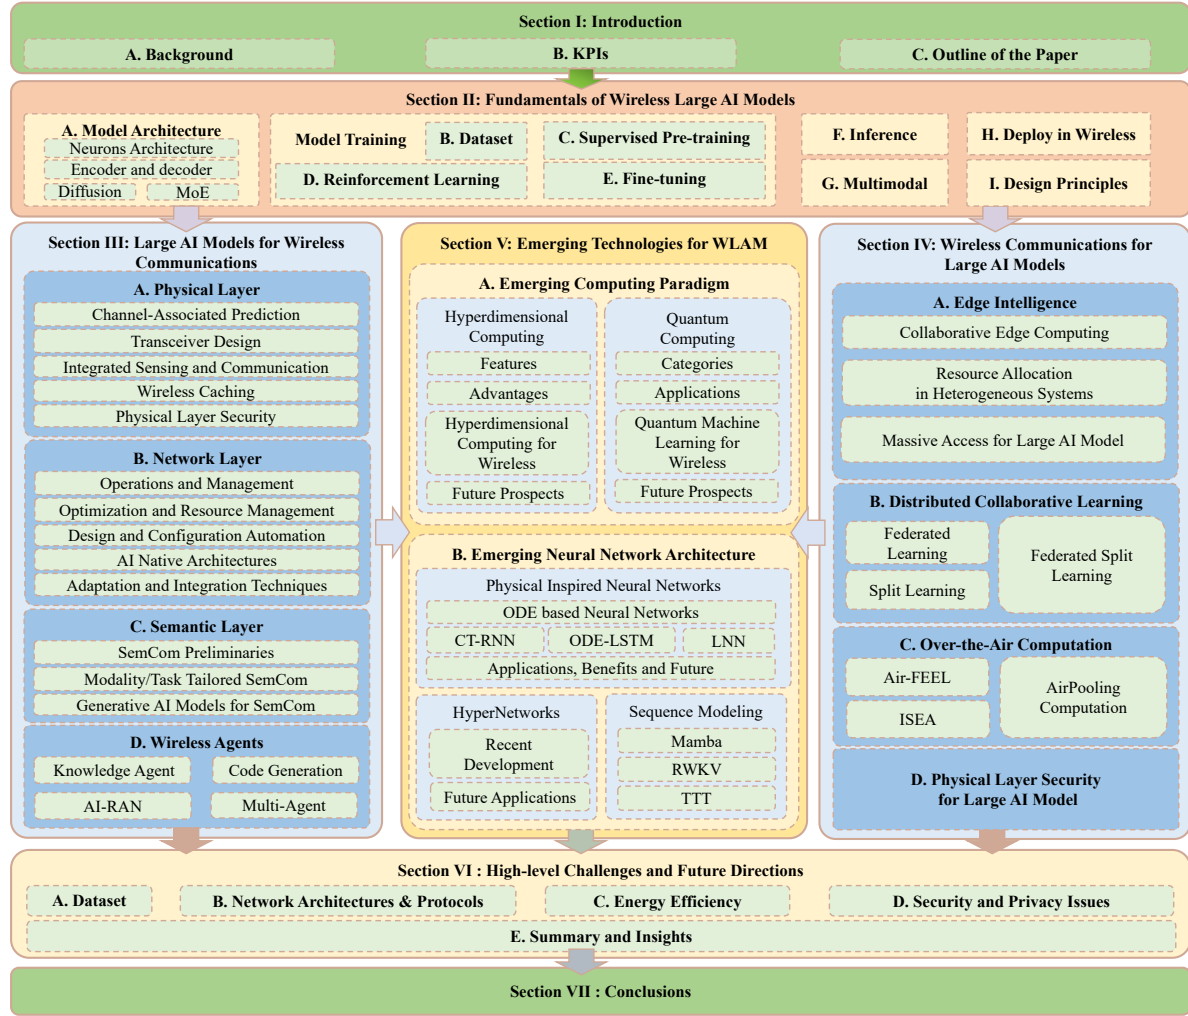 Section I: Introduction
A. Background
B. KPIs
C. Outline of the Paper
Section II: Fundamentals of Wireless Large AI Models
A. Model Architecture
Neurons Architecture
Encoder and decoder
Diffusion
MoE
Model Training
B. Dataset
C. Supervised Pre-training
D. Reinforcement Learning
E. Fine-tuning
F. Inference
H. Deploy in Wireless
G. Multimodal
I. Design Principles
Section III: Large AI Models for Wireless
Communications
A. Physical Layer
Channel-Associated Prediction
Transceiver Design
Integrated Sensing and Communication
Wireless Caching
Physical Layer Security
B. Network Layer
Operations and Management
Optimization and Resource Management
Design and Configuration Automation
AI Native Architectures
Adaptation and Integration Techniques
C. Semantic Layer
SemCom Preliminaries
Modality/Task Tailored SemCom
Generative AI Models for SemCom
D. Wireless Agents
Knowledge Agent
Code Generation
AI-RAN
Multi-Agent
Section V: Emerging Technologies for WLAM
A. Emerging Computing Paradigm
Hyperdimensional
Computing
Features
Advantages
Hyperdimensional
Computing for
Wireless
Future Prospects
Quantum
Computing
Categories
Applications
Quantum Machine
Learning for
Wireless
Future Prospects
B. Emerging Neural Network Architecture
Physical Inspired Neural Networks
ODE based Neural Networks
CT-RNN
ODE-LSTM
LNN
Applications, Benefits and Future
HyperNetworks
Recent
Development
Future Applications
Sequence Modeling
Mamba
RWKV
TTT
Section IV: Wireless Communications for
Large AI Models
A. Edge Intelligence
Collaborative Edge Computing
Resource Allocation
in Heterogeneous Systems
Massive Access for Large AI Model
B. Distributed Collaborative Learning
Federated
Learning
Split Learning
Federated Split
Learning
C. Over-the-Air Computation
Air-FEEL
ISEA
AirPooling
Computation
D. Physical Layer Security
for Large AI Model
Section VI : High-level Challenges and Future Directions
A. Dataset
B. Network Architectures & Protocols
C. Energy Efficiency
D. Security and Privacy Issues
E. Summary and Insights
Section VII : Conclusions